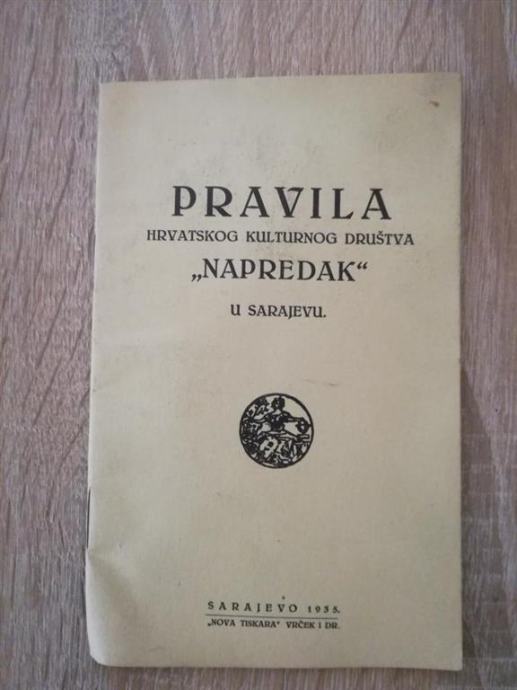 PRAVILA
HRVATSKOG KULTURNOG DRUŠTVA
„NAPREDAK“
U SARAJEVU.
SARAJEVO 1935.
„NOVA TISKARA“ VRČEK I DR.